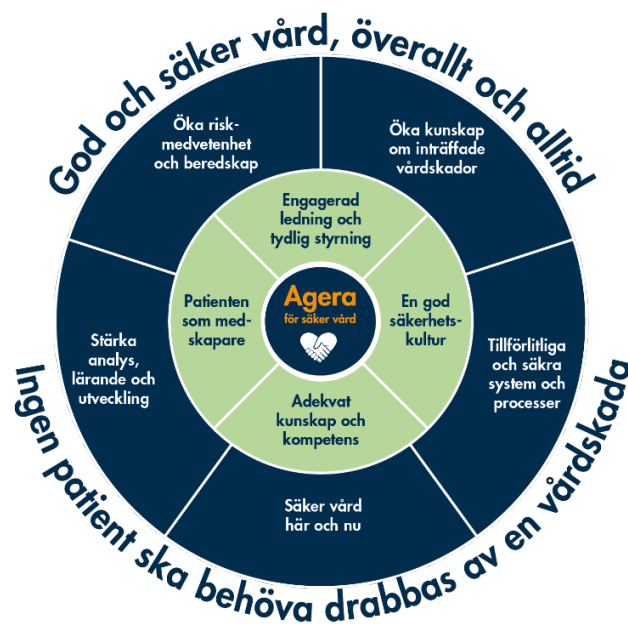 God och säker vård, överallt och alltid
Öka risk-
medvetenhet
och beredskap
Öka kunskap
om inträffade
vårdskador
Engagerad
ledning och
tydlig styrning
Patienten
som med-
skapare
Agera
för säker vård
En god
säkerhets-
kultur
Stärka
analys,
lärande och
utveckling
Tillförlitliga
och säkra
system och
processer
Adekvat
kunskap och
kompetens
Säker vård
här och nu
Ingen patient ska behöva drabbas av en vårdskada